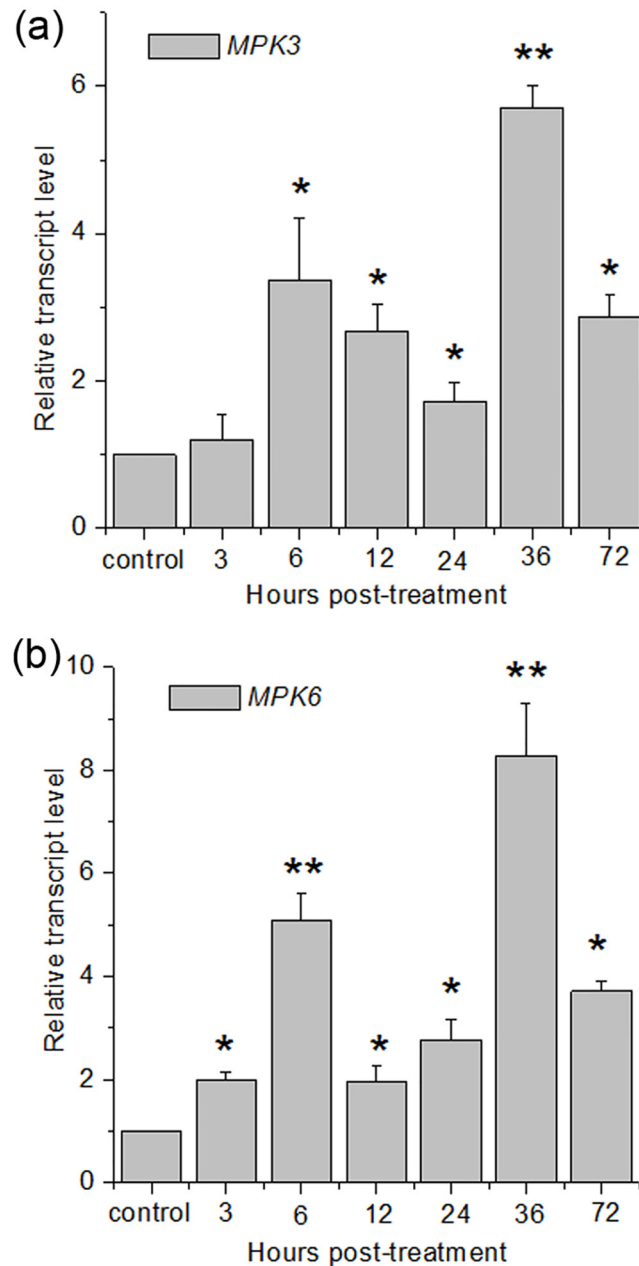 (a)
MPK3
Relative transcript level
6
4
2
0
*
*
*
**
*
control 3 6 12 24 36 72
Hours post-treatment
(b)
MPK6
Relative transcript level
10
8
6
4
2
0
*
**
*
*
**
*
control 3 6 12 24 36 72
Hours post-treatment